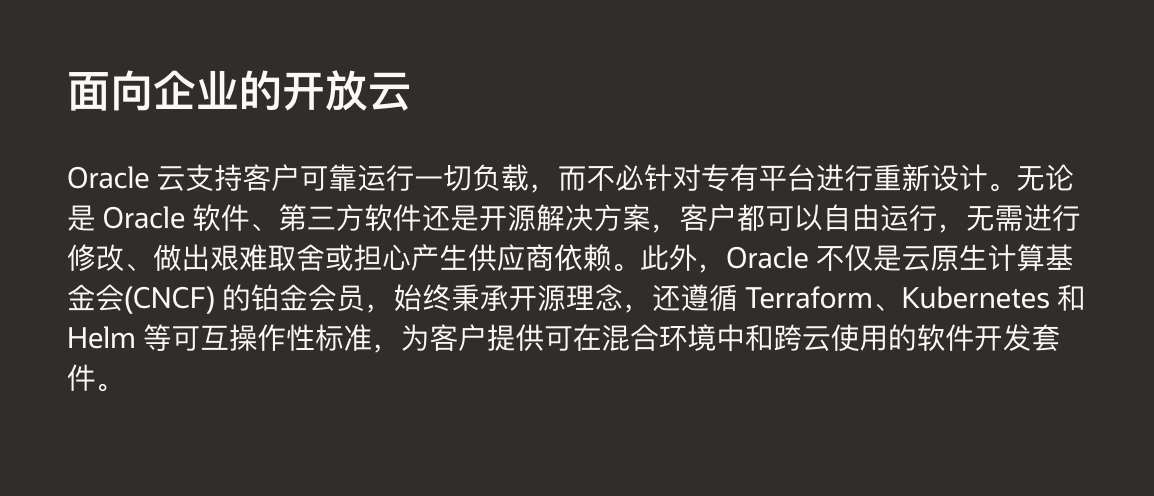 面向企业的开放云
Oracle 云支持客户可靠运行一切负载，而不必针对专有平台进行重新设计。无论
是 Oracle 软件、第三方软件还是开源解决方案，客户都可以自由运行，无需进行
修改、做出艰难取舍或担心产生供应商依赖。此外，Oracle 不仅是云原生计算基
金会(CNCF) 的铂金会员，始终秉承开源理念，还遵循 Terraform、Kubernetes 和
Helm 等可互操作性标准，为客户提供可在混合环境中和跨云使用的软件开发套
件。